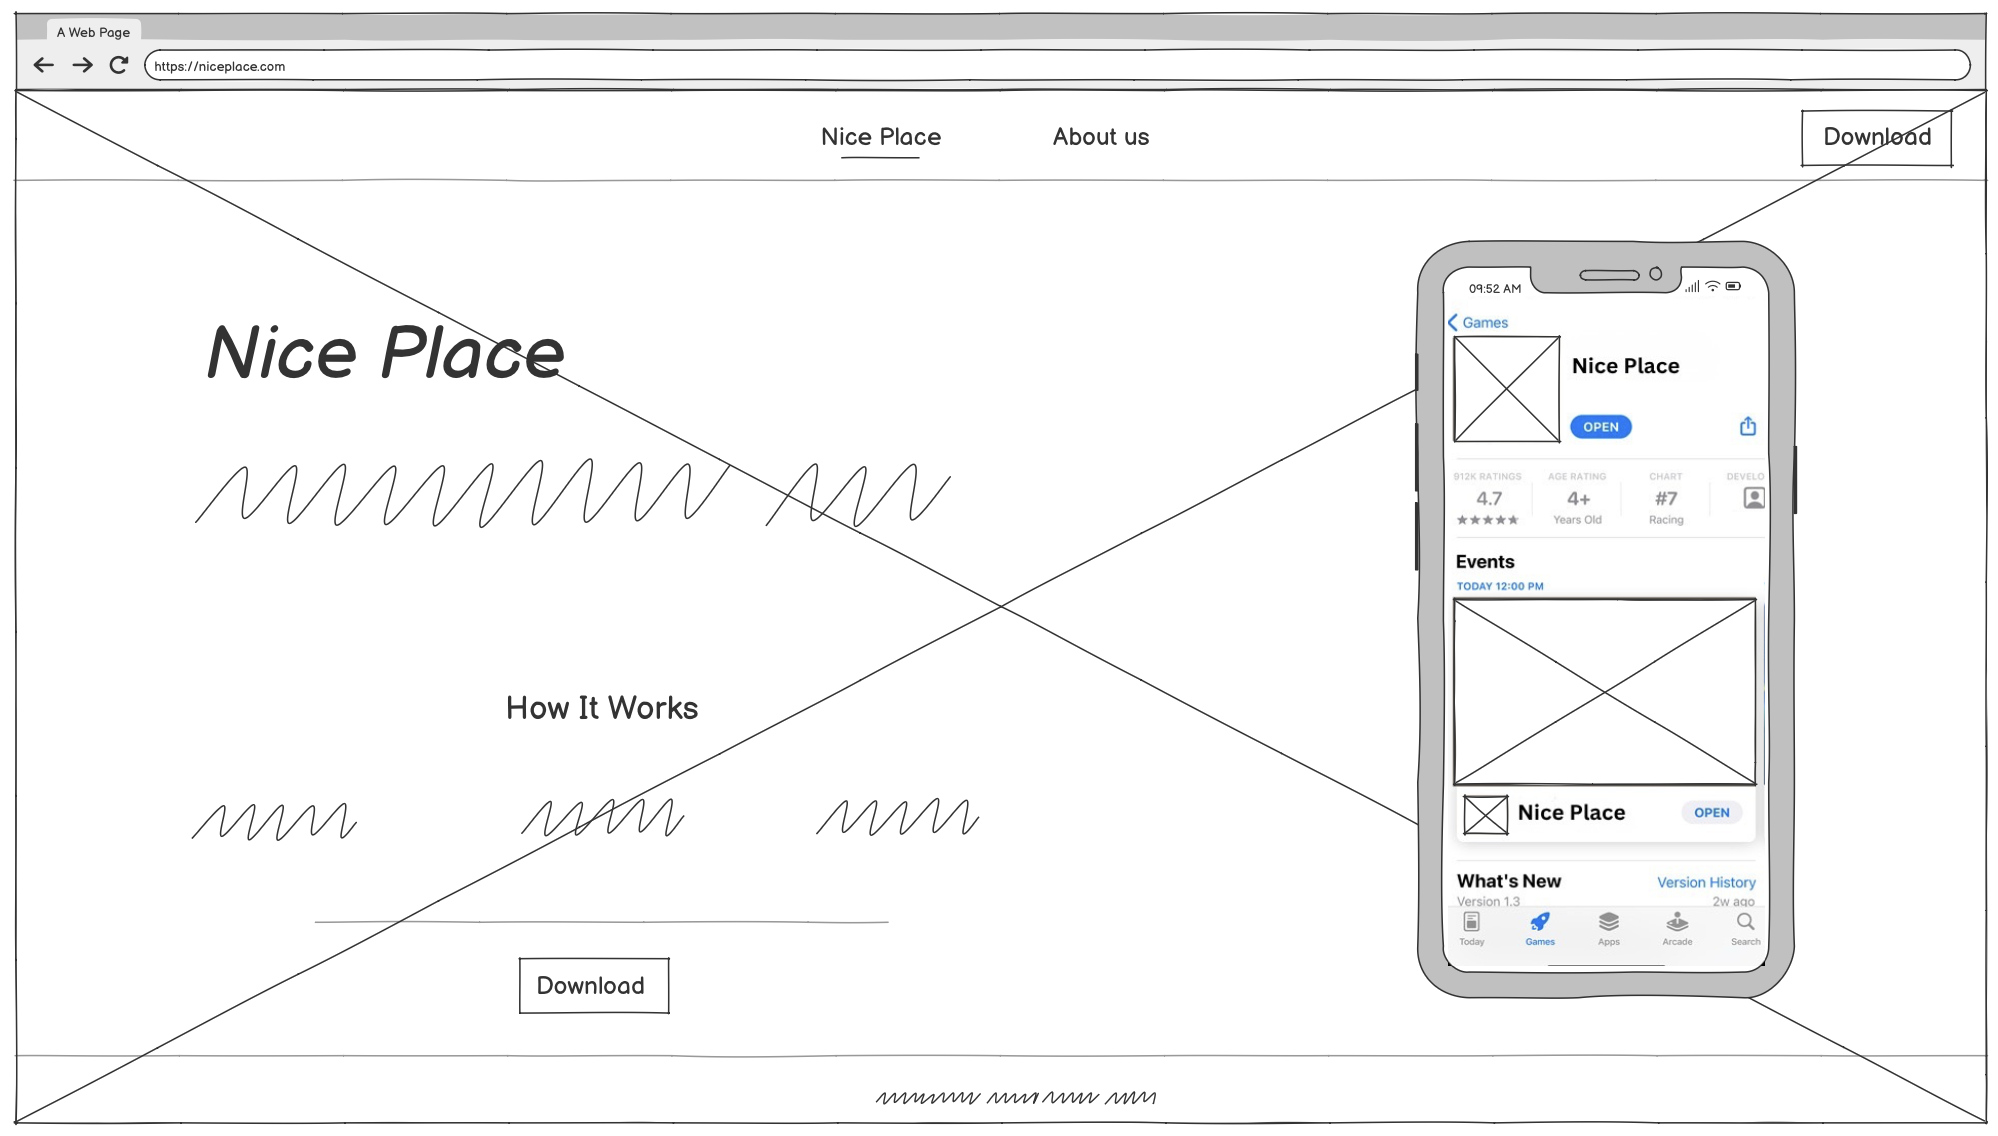 A Web Page
https://niceplace.com
Nice Place About us Download
Nice Place
How It Works
Download
09:52 AM
Games
Nice Place
OPEN
912K RATINGS AGE RATING CHART DEVELO
4.7 4+ #7
Years Old Racing
Events
TODAY 12:00 PM
Nice Place OPEN
What's New Version History
Version 1.3 2w ago
Today Games Apps Arcade Search